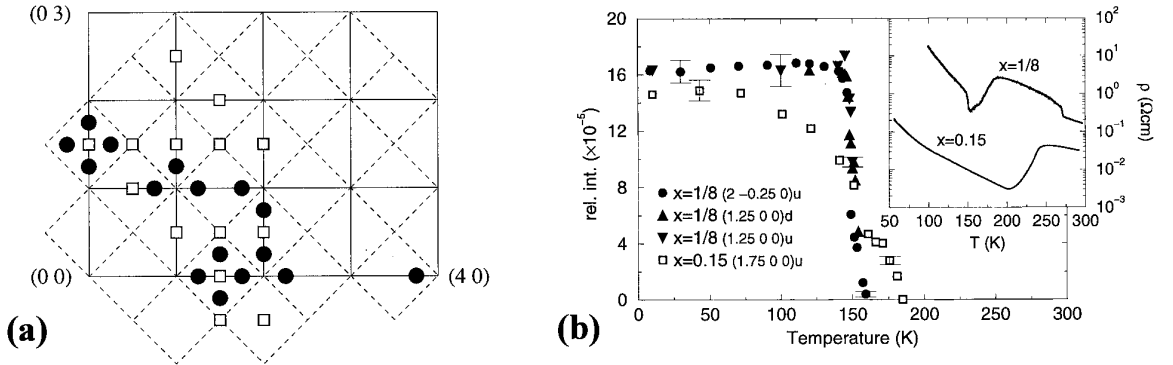 (0 3)
(0 0)
(4 0)
(a)
20
16
12
8
4
0
rel. int. (×10⁻⁵)
0
50
100
150
200
250
300
Temperature (K)
x=1/8 (2 −0.25 0)u
x=1/8 (1.25 0 0)d
x=1/8 (1.25 0 0)u
x=0.15 (1.75 0 0)u
x=1/8
x=0.15
10²
10¹
10⁰
10⁻¹
10⁻²
10⁻³
ρ (Ωcm)
50
100
150
200
250
300
T (K)
(b)